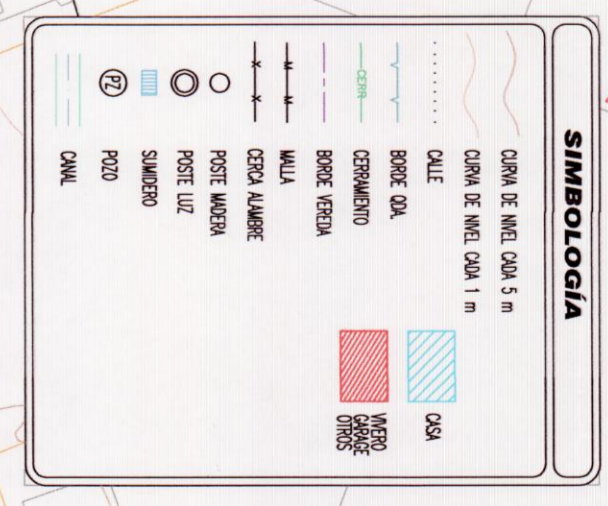 SIMBOLOGÍA
CURVA DE NIVEL CADA 5 m
CURVA DE NIVEL CADA 1 m
CALLE
BORDE QDA.
CERR
CERRAMIENTO
BORDE VEREDA
M M
MALLA
X X
CERCA ALAMBRE
POSTE MADERA
POSTE LUZ
SUMIDERO
PZ
POZO
CANAL
CASA
VIVERO
GARAGE
OTROS